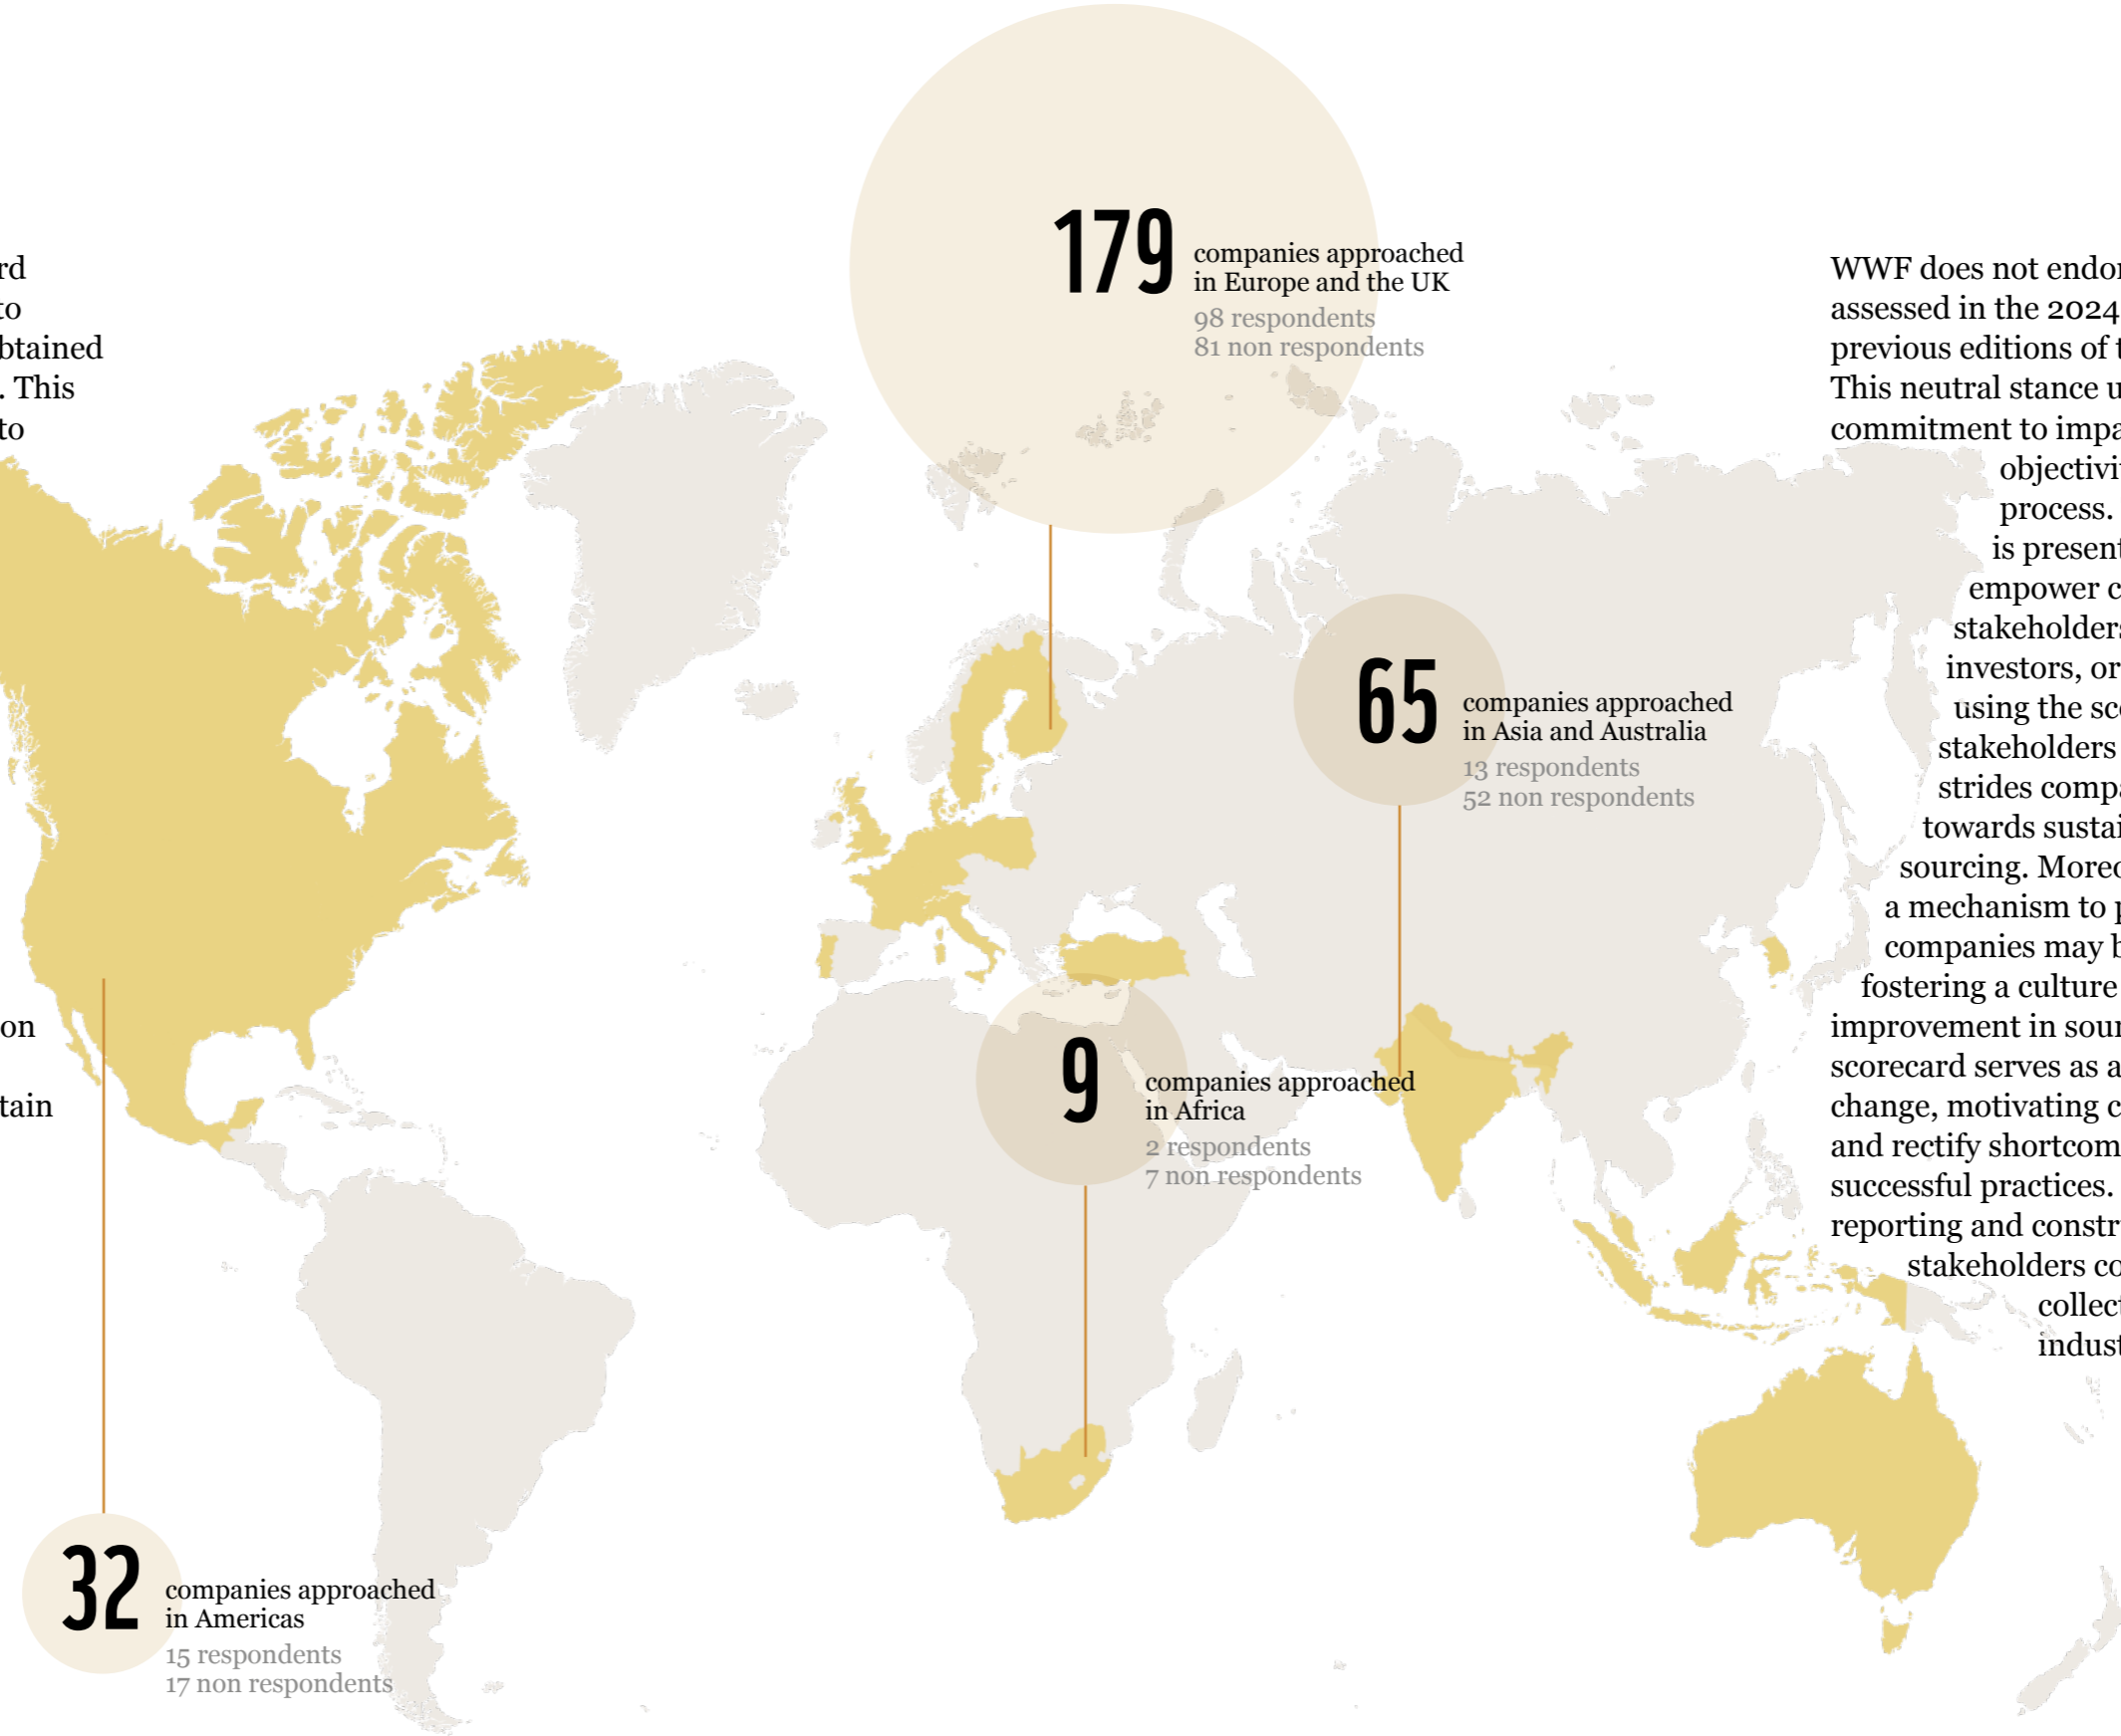 rd
to
btained
. This
to
on
tain
179
companies approached
in Europe and the UK
98 respondents
81 non respondents
65
companies approached
in Asia and Australia
13 respondents
52 non respondents
9
companies approached
in Africa
2 respondents
7 non respondents
32
companies approached
in Americas
15 respondents
17 non respondents
WWF does not endor
assessed in the 2024
previous editions of t
This neutral stance u
commitment to impa
objectivit
process.
is present
empower c
stakeholders
investors, or
using the sco
stakeholders
strides compa
towards sustai
sourcing. Moreo
a mechanism to p
companies may b
fostering a culture
improvement in sour
scorecard serves as a
change, motivating c
and rectify shortcom
successful practices.
reporting and constr
stakeholders co
collect
indust